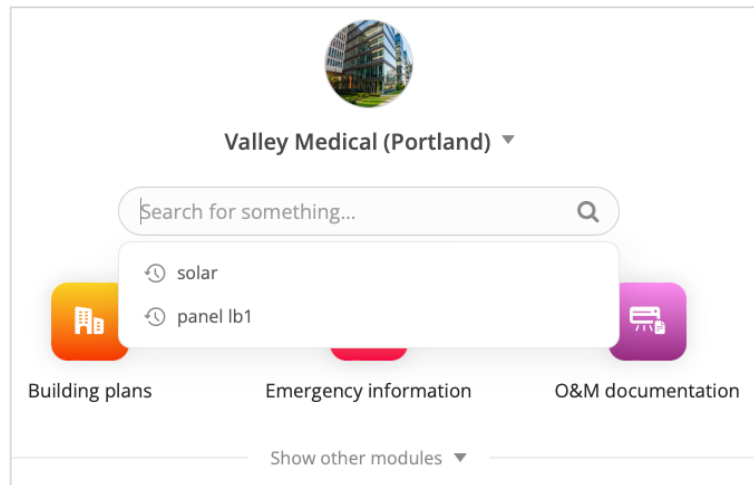 Valley Medical (Portland)
Search for something...
solar
panel lb1
Building plans
Emergency information
O&M documentation
Show other modules